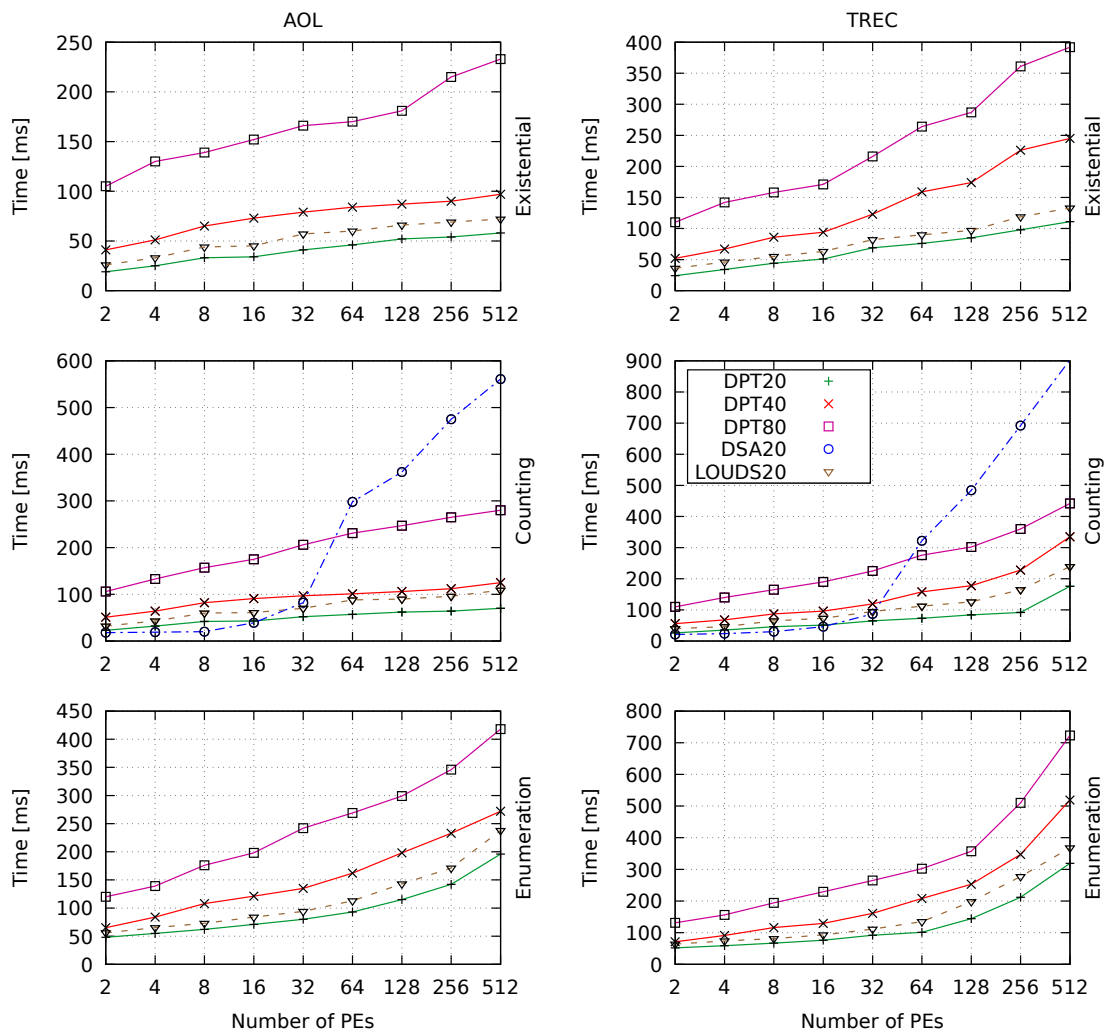 AOL
TREC
Time [ms]
250
200
150
100
50
0
2 4 8 16 32 64 128 256 512
Existential
Time [ms]
400
350
300
250
200
150
100
50
0
2 4 8 16 32 64 128 256 512
Existential
Time [ms]
600
500
400
300
200
100
0
2 4 8 16 32 64 128 256 512
Counting
Time [ms]
900
800
700
600
500
400
300
200
100
0
DPT20
DPT40
DPT80
DSA20
LOUDS20
2 4 8 16 32 64 128 256 512
Counting
Time [ms]
450
400
350
300
250
200
150
100
50
0
2 4 8 16 32 64 128 256 512
Enumeration
Number of PEs
Time [ms]
800
700
600
500
400
300
200
100
0
2 4 8 16 32 64 128 256 512
Enumeration
Number of PEs